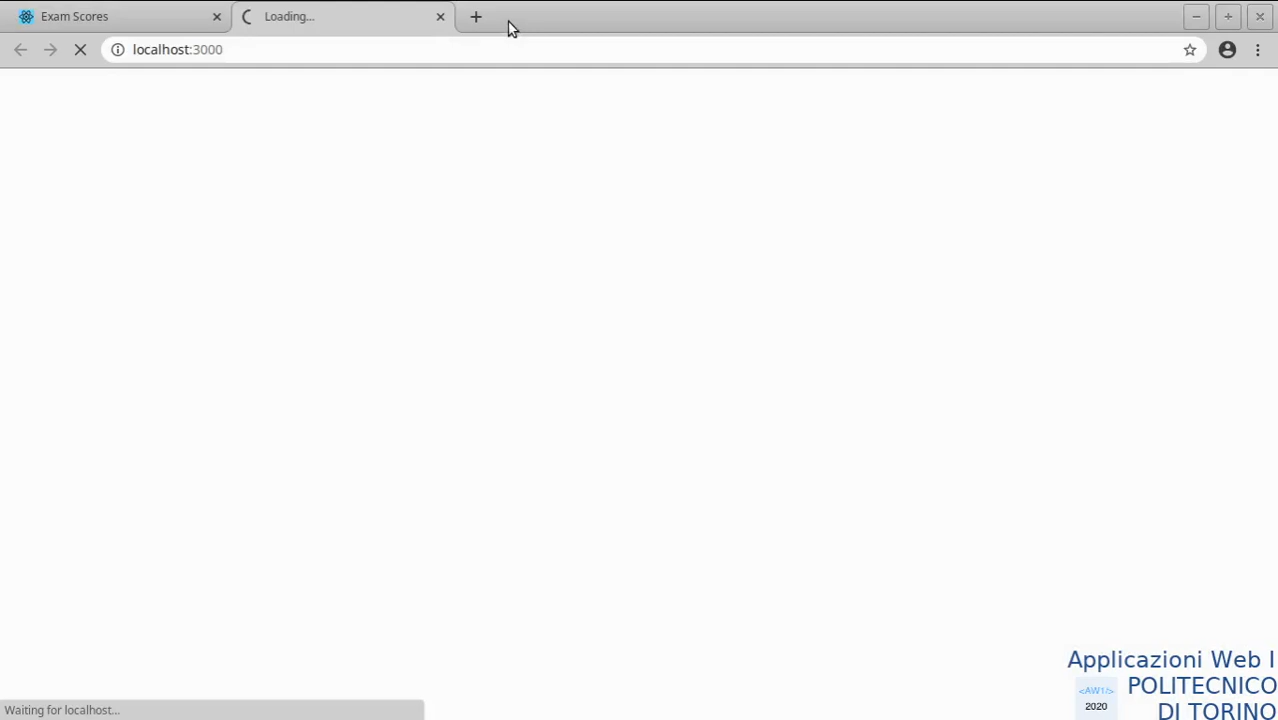 Exam Scores
Loading...
localhost:3000
Applicazioni Web I
POLITECNICO
DI TORINO
<AW1/>
2020
Waiting for localhost...